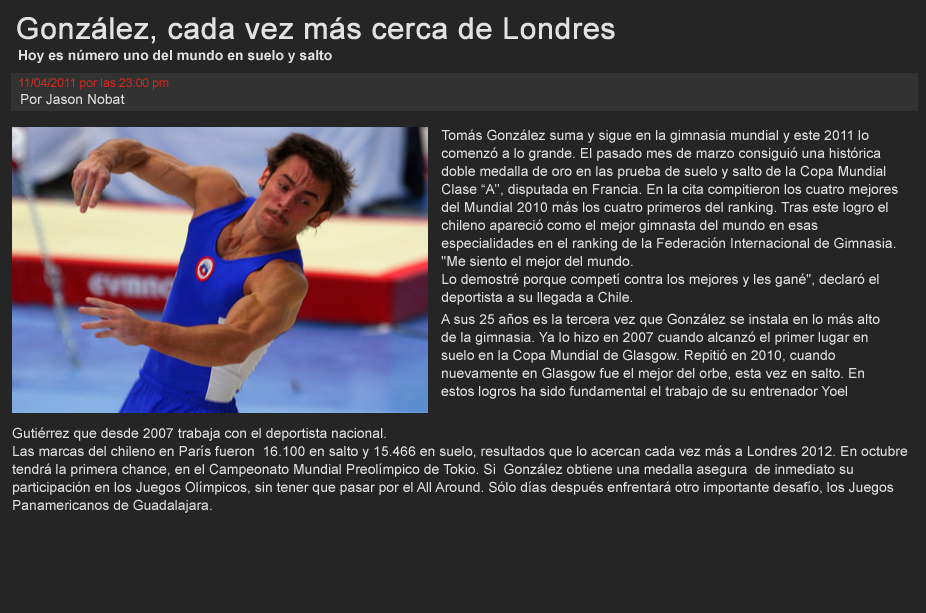 González, cada vez más cerca de Londres
Hoy es número uno del mundo en suelo y salto
11/04/2011 por las 23:00 pm
Por Jason Nobat
Tomás González suma y sigue en la gimnasia mundial y este 2011 lo
comenzó a lo grande. El pasado mes de marzo consiguió una histórica
doble medalla de oro en las prueba de suelo y salto de la Copa Mundial
Clase “A”, disputada en Francia. En la cita compitieron los cuatro mejores
del Mundial 2010 más los cuatro primeros del ranking. Tras este logro el
chileno apareció como el mejor gimnasta del mundo en esas
especialidades en el ranking de la Federación Internacional de Gimnasia.
"Me siento el mejor del mundo.
Lo demostré porque competí contra los mejores y les gané", declaró el
deportista a su llegada a Chile.
A sus 25 años es la tercera vez que González se instala en lo más alto
de la gimnasia. Ya lo hizo en 2007 cuando alcanzó el primer lugar en
suelo en la Copa Mundial de Glasgow. Repitió en 2010, cuando
nuevamente en Glasgow fue el mejor del orbe, esta vez en salto. En
estos logros ha sido fundamental el trabajo de su entrenador Yoel
Gutiérrez que desde 2007 trabaja con el deportista nacional.
Las marcas del chileno en París fueron  16.100 en salto y 15.466 en suelo, resultados que lo acercan cada vez más a Londres 2012. En octubre
tendrá la primera chance, en el Campeonato Mundial Preolímpico de Tokio. Si  González obtiene una medalla asegura  de inmediato su
participación en los Juegos Olímpicos, sin tener que pasar por el All Around. Sólo días después enfrentará otro importante desafío, los Juegos
Panamericanos de Guadalajara.